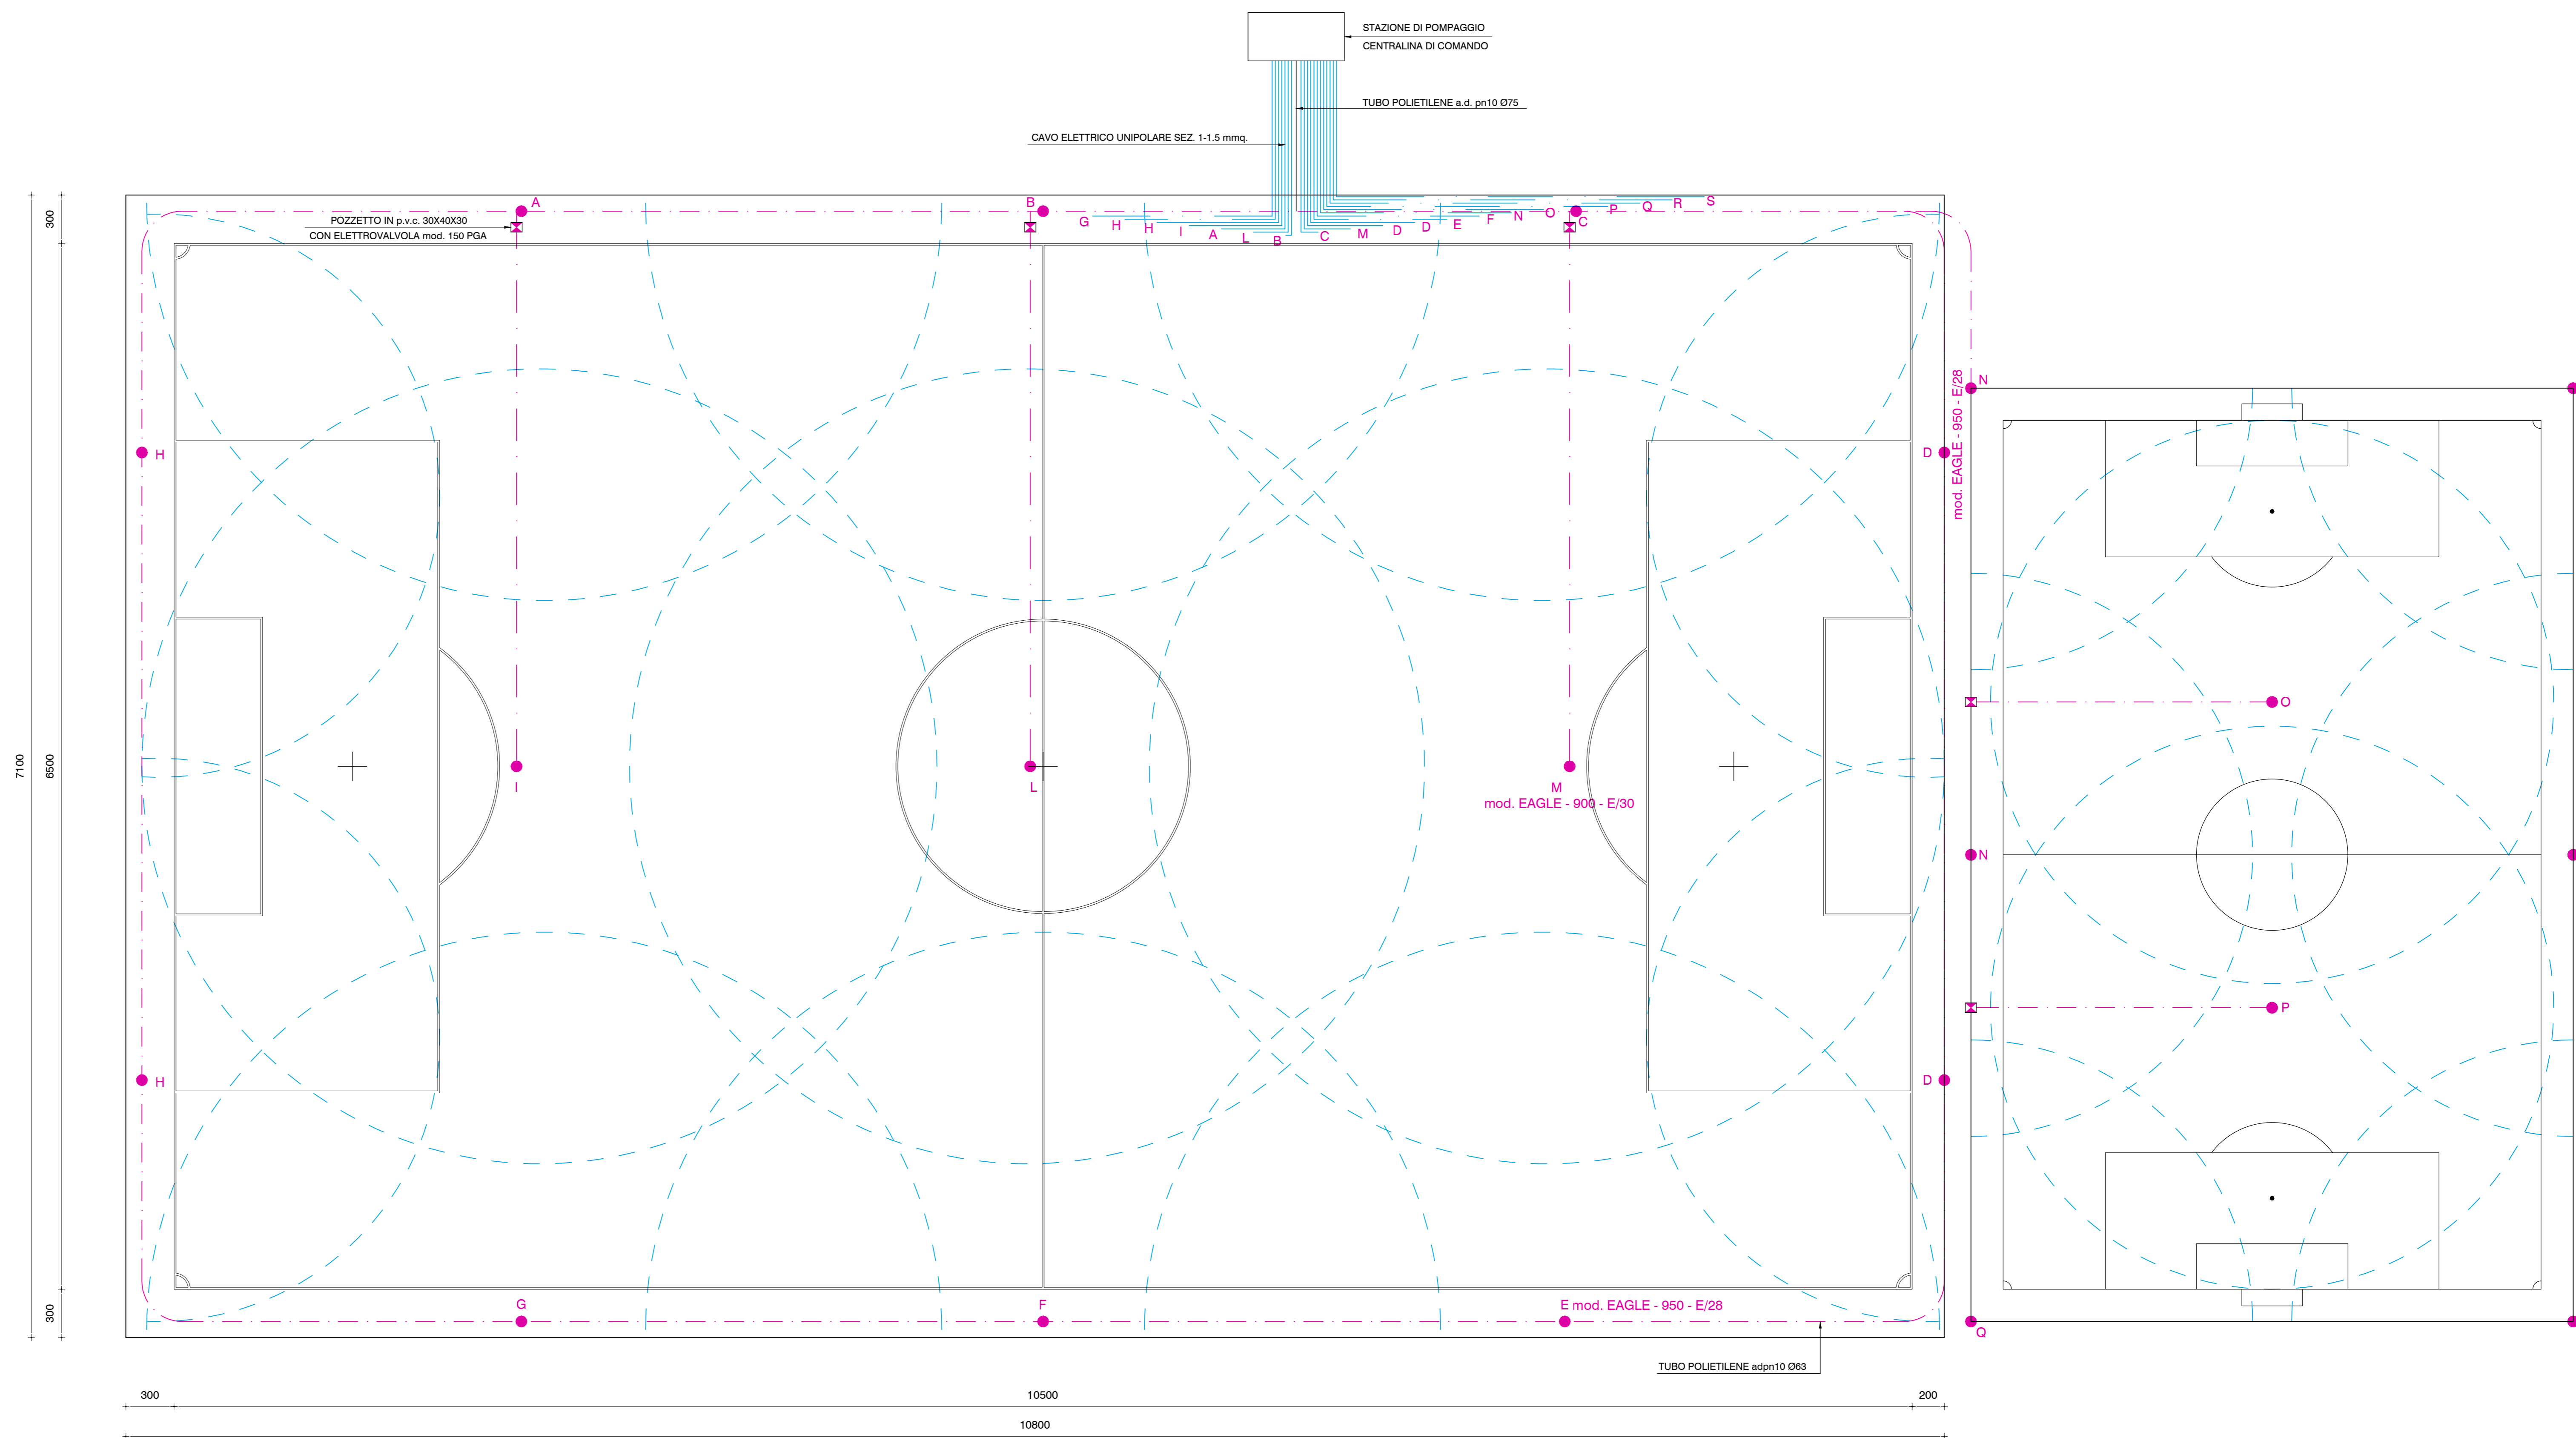 STAZIONE DI POMPAGGIO
CENTRALINA DI COMANDO
TUBO POLIETILENE a.d. pn10 Ø75
CAVO ELETTRICO UNIPOLARE SEZ. 1-1.5 mmq.
A
B
G H H I A L B C M D D E F N O P Q R S
C
POZZETTO IN p.v.c. 30X40X30
CON ELETTROVALVOLA mod. 150 PGA
300
6500
7100
300
H
D
mod. EAGLE - 950 - E/28
N
O
I
L
M
mod. EAGLE - 900 - E/30
N
P
H
D
G
F
E mod. EAGLE - 950 - E/28
Q
TUBO POLIETILENE adpn10 Ø63
300
10500
200
10800